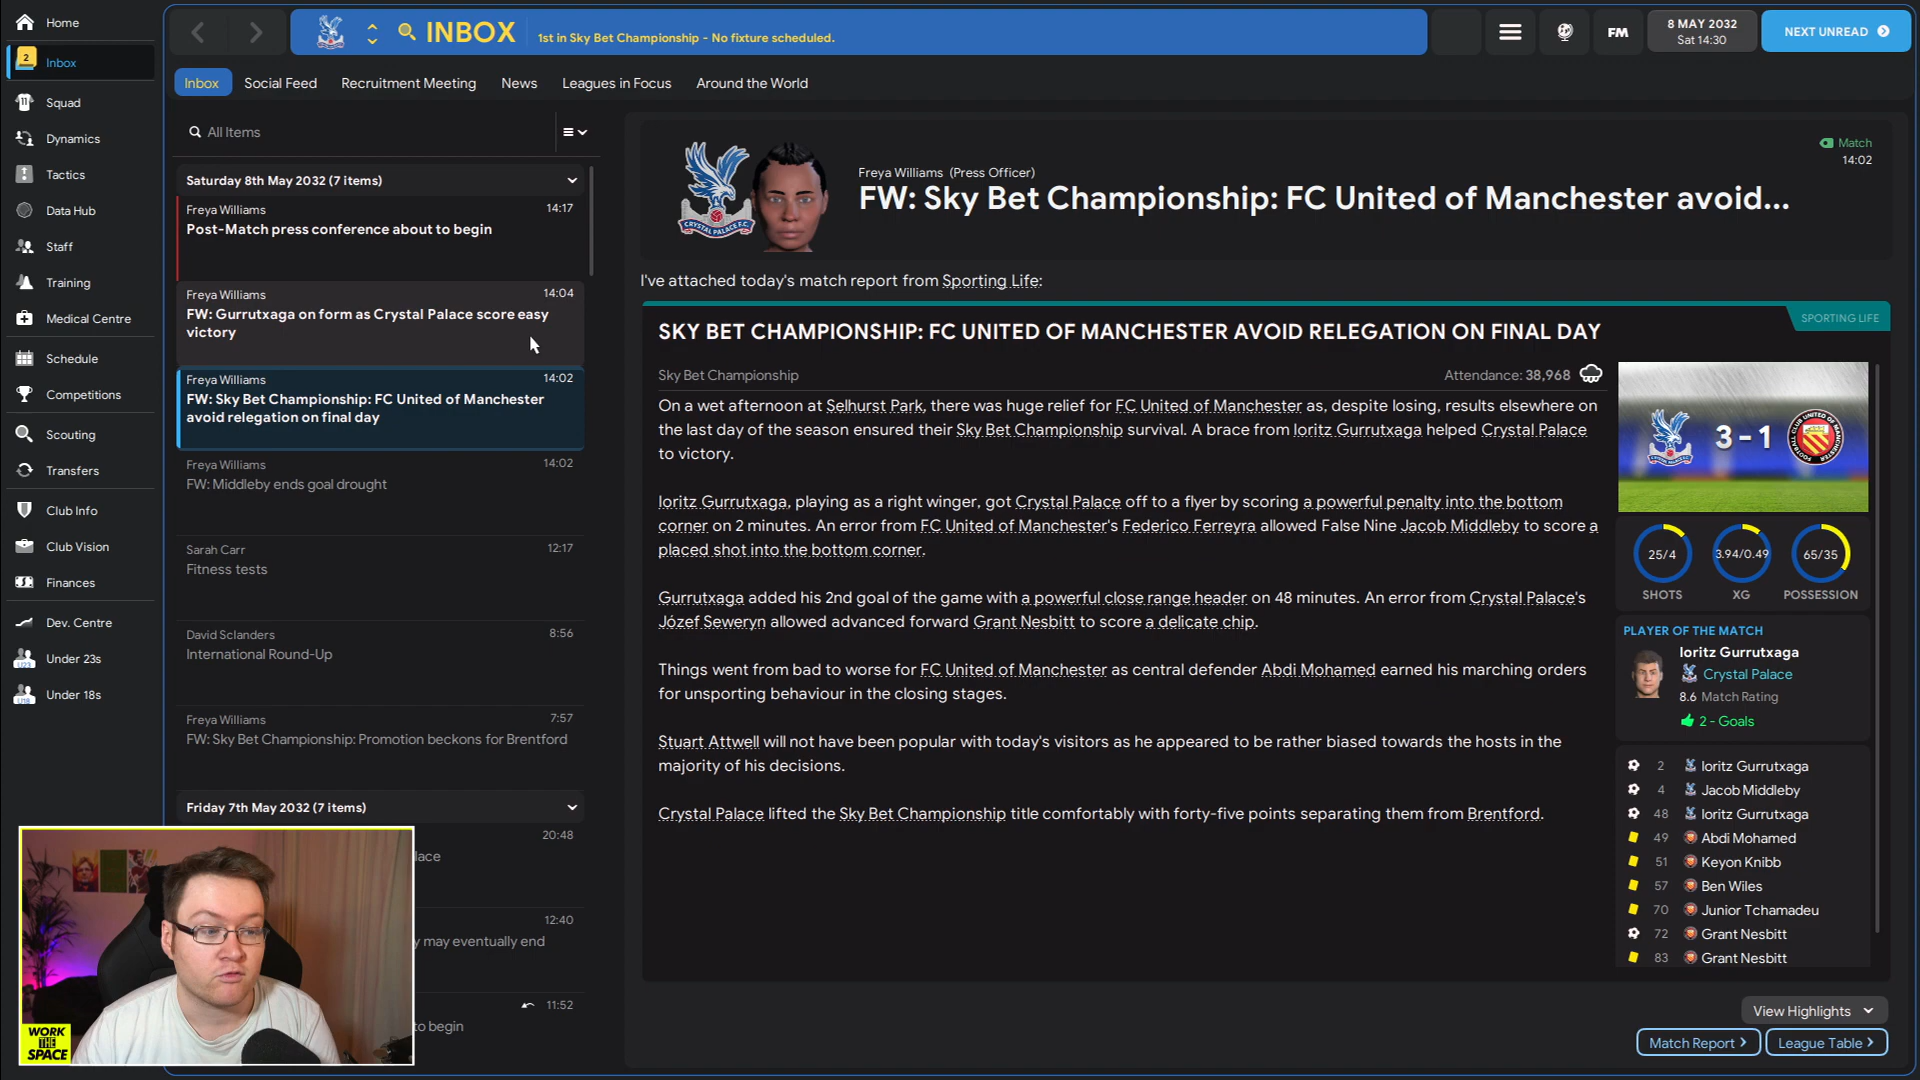 Home
2
Inbox
Squad
Dynamics
Tactics
Data Hub
Staff
Training
Medical Centre
Schedule
Competitions
Scouting
Transfers
Club Info
Club Vision
Finances
Dev. Centre
Under 23s
Under 18s
INBOX
1st in Sky Bet Championship - No fixture scheduled.
FM
8 MAY 2032
Sat 14:30
NEXT UNREAD
Inbox
Social Feed
Recruitment Meeting
News
Leagues in Focus
Around the World
All Items
Saturday 8th May 2032 (7 items)
Freya Williams 14:17
Post-Match press conference about to begin
Freya Williams 14:04
FW: Gurrutxaga on form as Crystal Palace score easy
victory
Freya Williams 14:02
FW: Sky Bet Championship: FC United of Manchester
avoid relegation on final day
Freya Williams 14:02
FW: Middleby ends goal drought
Sarah Carr 12:17
Fitness tests
David Sclanders 8:56
International Round-Up
Freya Williams 7:57
FW: Sky Bet Championship: Promotion beckons for Brentford
Friday 7th May 2032 (7 items)
20:48
lace
12:40
y may eventually end
11:52
to begin
WORK
THE
SPACE
Freya Williams (Press Officer)
FW: Sky Bet Championship: FC United of Manchester avoid...
Match
14:02
I've attached today's match report from Sporting Life:
SPORTING LIFE
SKY BET CHAMPIONSHIP: FC UNITED OF MANCHESTER AVOID RELEGATION ON FINAL DAY
Sky Bet Championship
Attendance: 38,968
On a wet afternoon at Selhurst Park, there was huge relief for FC United of Manchester as, despite losing, results elsewhere on
the last day of the season ensured their Sky Bet Championship survival. A brace from Ioritz Gurrutxaga helped Crystal Palace
to victory.
Ioritz Gurrutxaga, playing as a right winger, got Crystal Palace off to a flyer by scoring a powerful penalty into the bottom
corner on 2 minutes. An error from FC United of Manchester's Federico Ferreyra allowed False Nine Jacob Middleby to score a
placed shot into the bottom corner.
Gurrutxaga added his 2nd goal of the game with a powerful close range header on 48 minutes. An error from Crystal Palace's
Józef Seweryn allowed advanced forward Grant Nesbitt to score a delicate chip.
Things went from bad to worse for FC United of Manchester as central defender Abdi Mohamed earned his marching orders
for unsporting behaviour in the closing stages.
Stuart Attwell will not have been popular with today's visitors as he appeared to be rather biased towards the hosts in the
majority of his decisions.
Crystal Palace lifted the Sky Bet Championship title comfortably with forty-five points separating them from Brentford.
3 - 1
25/4
3.94/0.49
65/35
SHOTS
XG
POSSESSION
PLAYER OF THE MATCH
Ioritz Gurrutxaga
Crystal Palace
8.6 Match Rating
2 - Goals
2 Ioritz Gurrutxaga
4 Jacob Middleby
48 Ioritz Gurrutxaga
49 Abdi Mohamed
51 Keyon Knibb
57 Ben Wiles
70 Junior Tchamadeu
72 Grant Nesbitt
83 Grant Nesbitt
View Highlights
Match Report
League Table